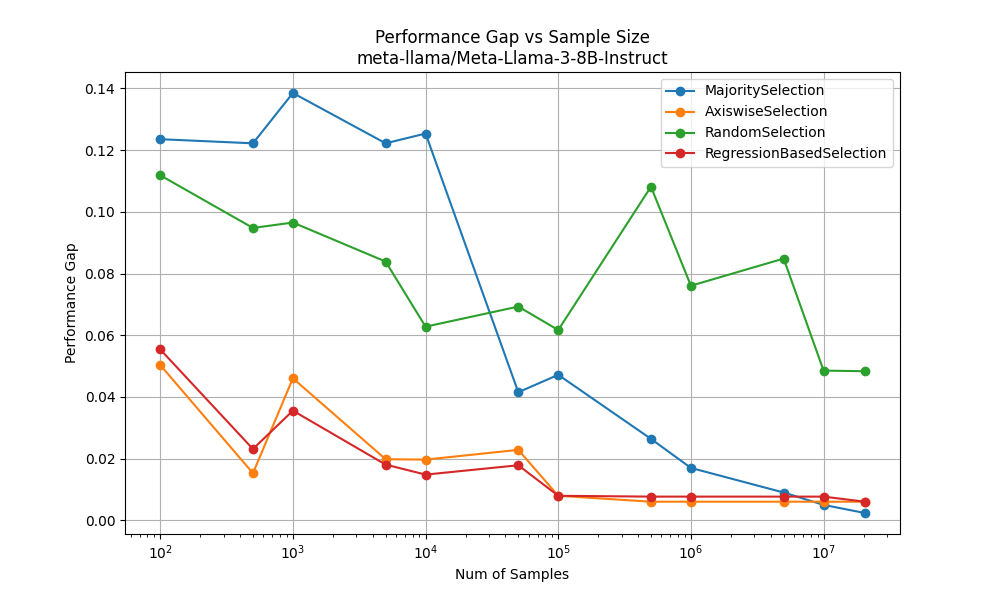 Performance Gap vs Sample Size
meta-llama/Meta-Llama-3-8B-Instruct
MajoritySelection
AxiswiseSelection
RandomSelection
RegressionBasedSelection
Performance Gap
0.14
0.12
0.10
0.08
0.06
0.04
0.02
0.00
10² 10³ 10⁴ 10⁵ 10⁶ 10⁷
Num of Samples